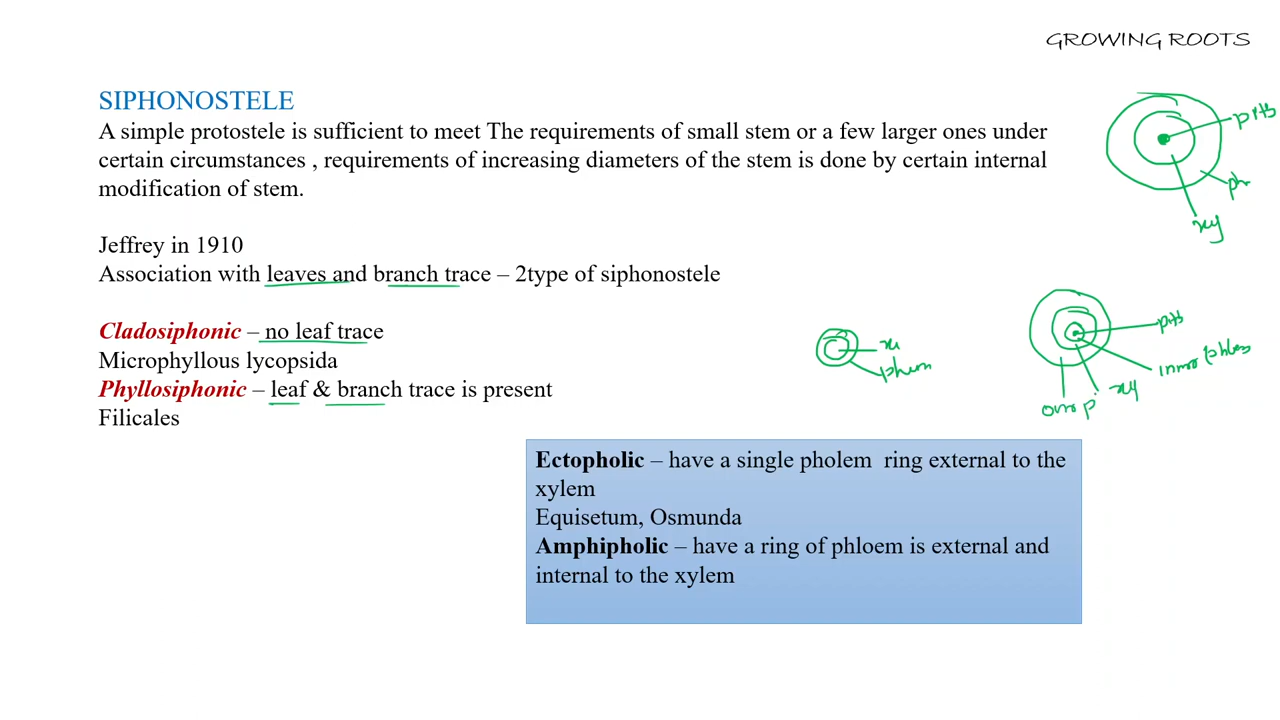 GROWING ROOTS
SIPHONOSTELE
A simple protostele is sufficient to meet The requirements of small stem or a few larger ones under
certain circumstances , requirements of increasing diameters of the stem is done by certain internal
modification of stem.
Jeffrey in 1910
Association with leaves and branch trace – 2type of siphonostele
Cladosiphonic – no leaf trace
Microphyllous lycopsida
Phyllosiphonic – leaf & branch trace is present
Filicales
Ectopholic – have a single pholem ring external to the
xylem
Equisetum, Osmunda
Amphipholic – have a ring of phloem is external and
internal to the xylem
pith
ph
xy
pith
xy